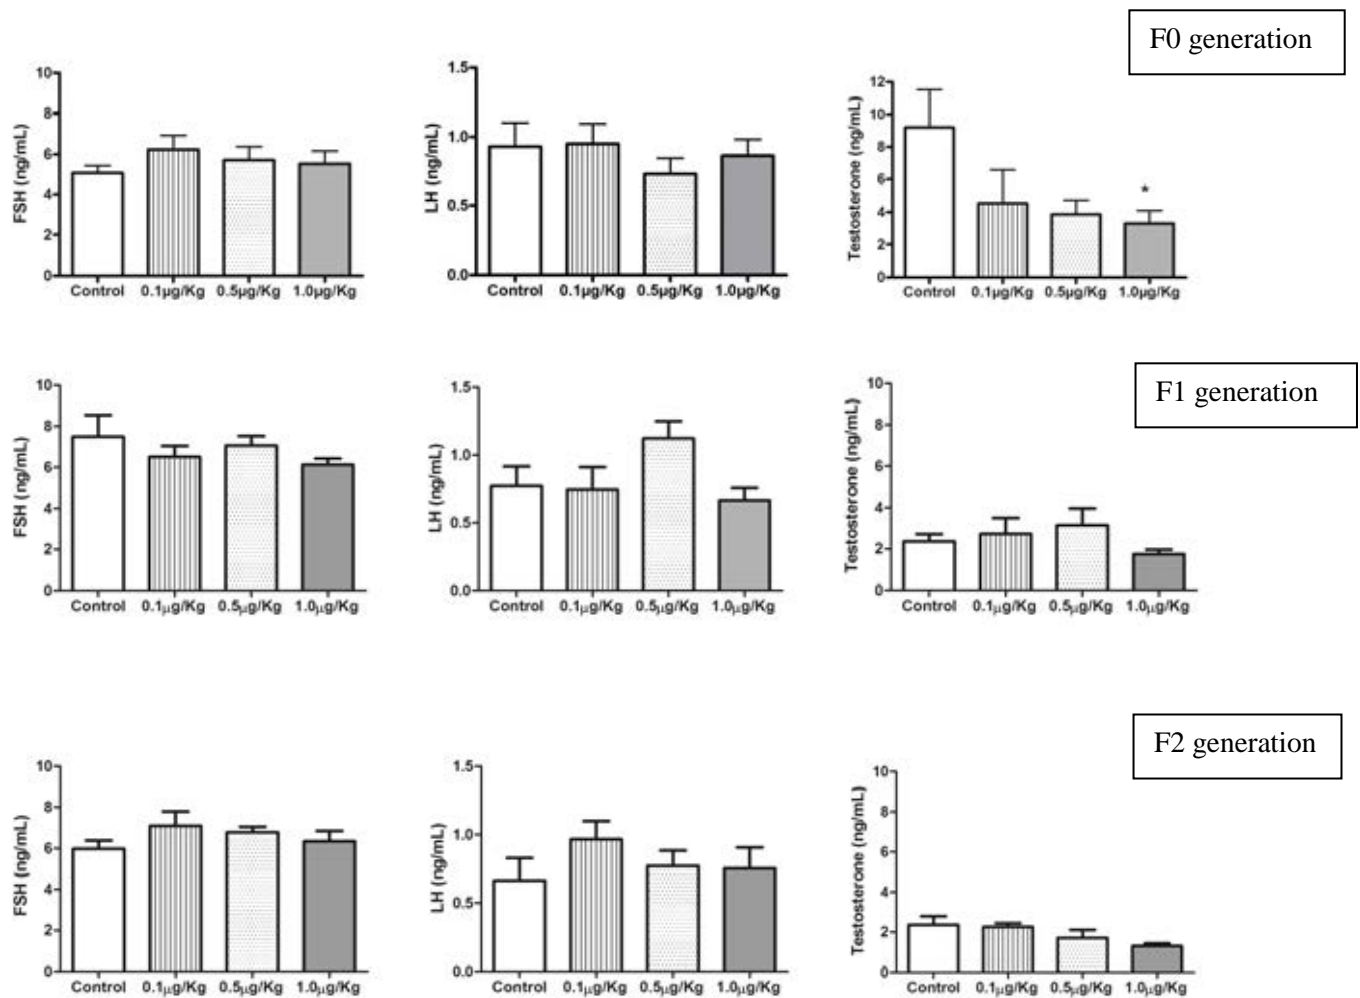 F0 generation
FSH (ng/mL)
10
8
6
4
2
0
Control 0.1µg/Kg 0.5µg/Kg 1.0µg/Kg
LH (ng/mL)
1.5
1.0
0.5
0.0
Control 0.1µg/Kg 0.5µg/Kg 1.0µg/Kg
Testosterone (ng/mL)
12
10
8
6
4
2
0
*
Control 0.1µg/Kg 0.5µg/Kg 1.0µg/Kg
F1 generation
FSH (ng/mL)
10
8
6
4
2
0
Control 0.1µg/Kg 0.5µg/Kg 1.0µg/Kg
LH (ng/mL)
1.5
1.0
0.5
0.0
Control 0.1µg/Kg 0.5µg/Kg 1.0µg/Kg
Testosterone (ng/mL)
10
8
6
4
2
0
Control 0.1µg/Kg 0.5µg/Kg 1.0µg/Kg
F2 generation
FSH (ng/mL)
10
8
6
4
2
0
Control 0.1µg/Kg 0.5µg/Kg 1.0µg/Kg
LH (ng/mL)
1.5
1.0
0.5
0.0
Control 0.1µg/Kg 0.5µg/Kg 1.0µg/Kg
Testosterone (ng/mL)
10
8
6
4
2
0
Control 0.1µg/Kg 0.5µg/Kg 1.0µg/Kg